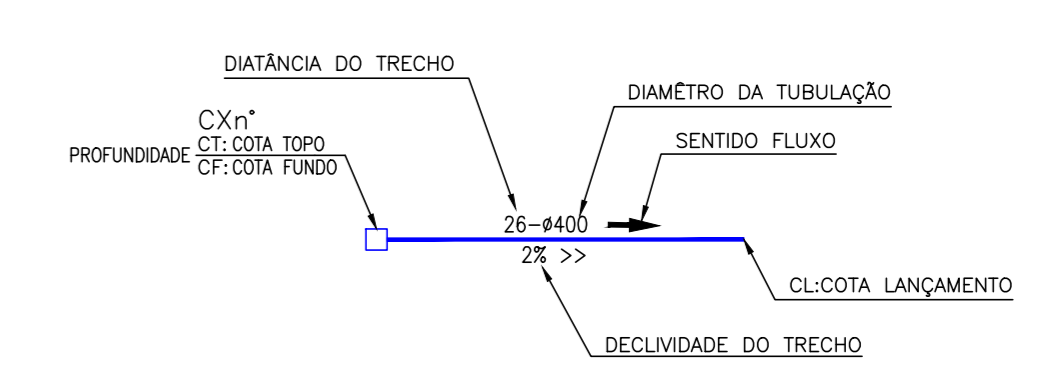 DIATÂNCIA DO TRECHO
DIAMÊTRO DA TUBULAÇÃO
CXn°
SENTIDO FLUXO
PROFUNDIDADE
CT: COTA TOPO
CF: COTA FUNDO
26-ø400
2% >>
CL:COTA LANÇAMENTO
DECLIVIDADE DO TRECHO